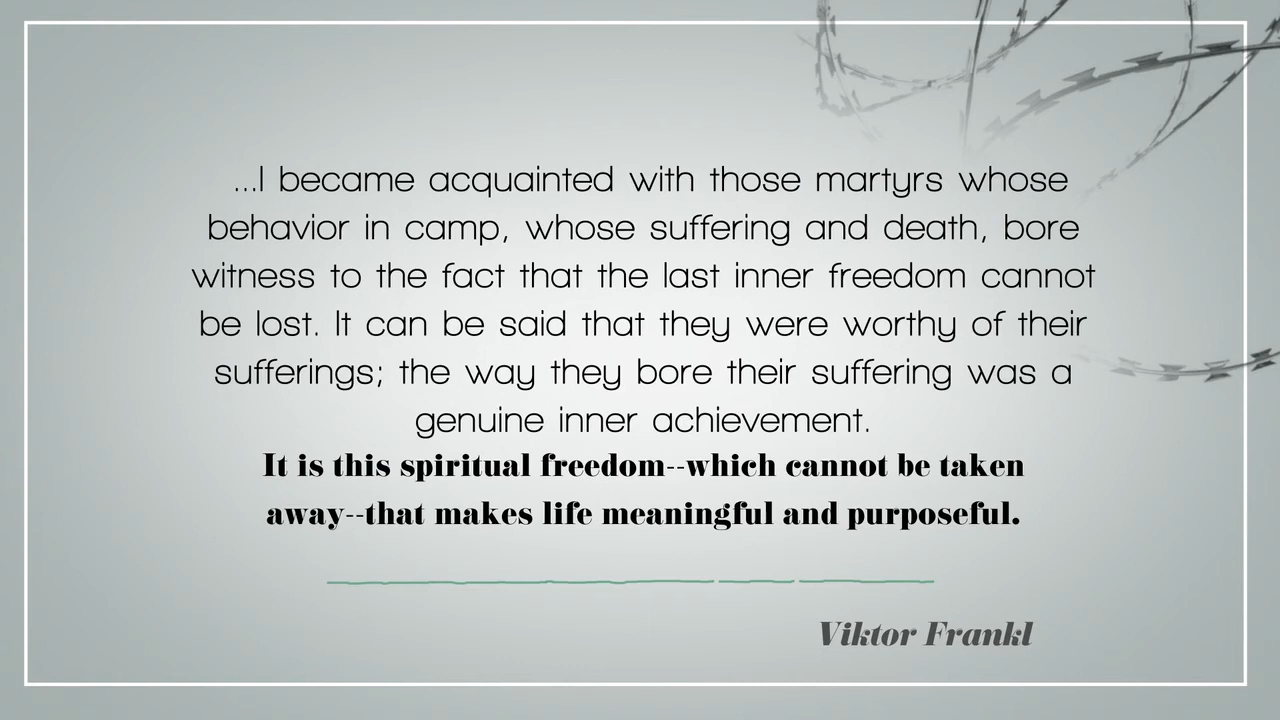 ...I became acquainted with those martyrs whose
behavior in camp, whose suffering and death, bore
witness to the fact that the last inner freedom cannot
be lost. It can be said that they were worthy of their
sufferings; the way they bore their suffering was a
genuine inner achievement.
It is this spiritual freedom--which cannot be taken
away--that makes life meaningful and purposeful.
Viktor Frankl